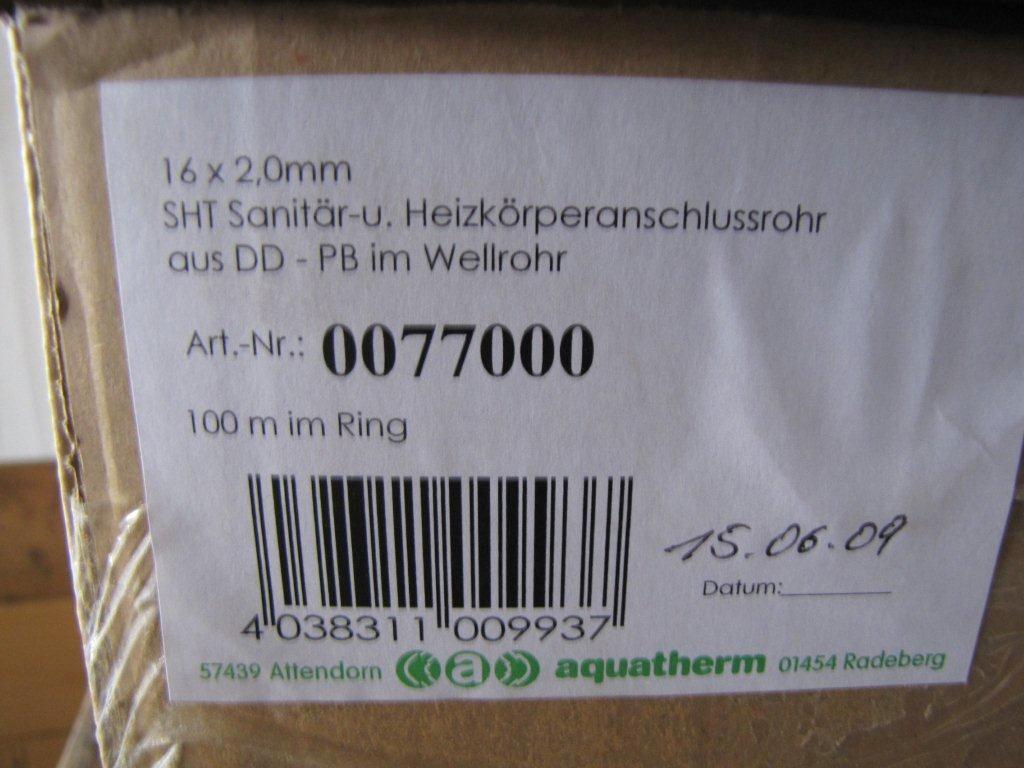 16 x 2,0mm
SHT Sanitär-u. Heizkörperanschlussrohr
aus DD - PB im Wellrohr
Art.-Nr.: 0077000
100 m im Ring
15.06.09
Datum:
4 038311 009937
57439 Attendorn a aquatherm 01454 Radeberg